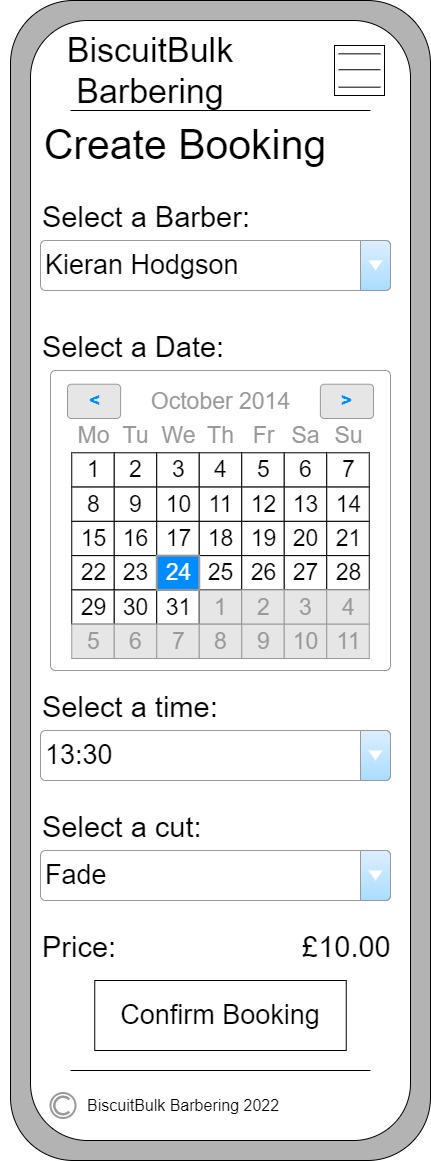 BiscuitBulk
Barbering
Create Booking
Select a Barber:
Kieran Hodgson
Select a Date:
< October 2014 >
Mo Tu We Th Fr Sa Su
1 2 3 4 5 6 7
8 9 10 11 12 13 14
15 16 17 18 19 20 21
22 23 24 25 26 27 28
29 30 31 1 2 3 4
5 6 7 8 9 10 11
Select a time:
13:30
Select a cut:
Fade
Price: £10.00
Confirm Booking
© BiscuitBulk Barbering 2022